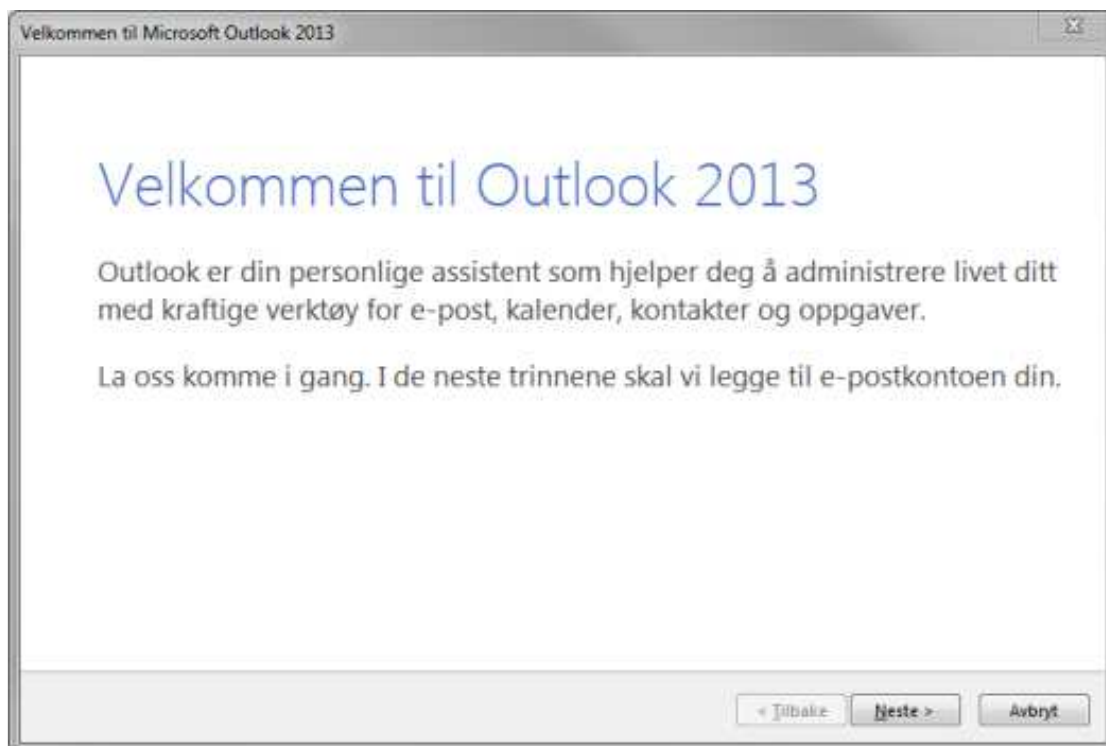 Velkommen til Microsoft Outlook 2013
Velkommen til Outlook 2013
Outlook er din personlige assistent som hjelper deg å administrere livet ditt
med kraftige verktøy for e-post, kalender, kontakter og oppgaver.
La oss komme i gang. I de neste trinnene skal vi legge til e-postkontoen din.
< Tilbake Neste > Avbryt